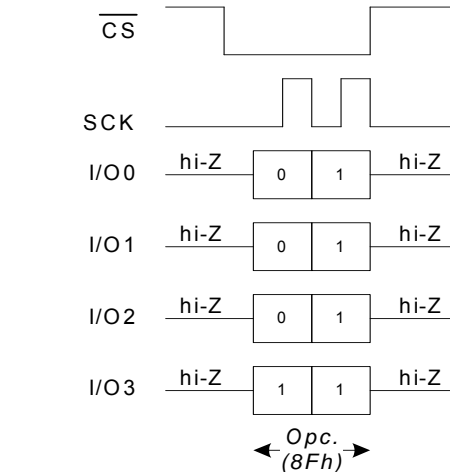 CS
SCK
I/O0 hi-Z 0 1 hi-Z
I/O1 hi-Z 0 1 hi-Z
I/O2 hi-Z 0 1 hi-Z
I/O3 hi-Z 1 1 hi-Z
Opc.
(8Fh)